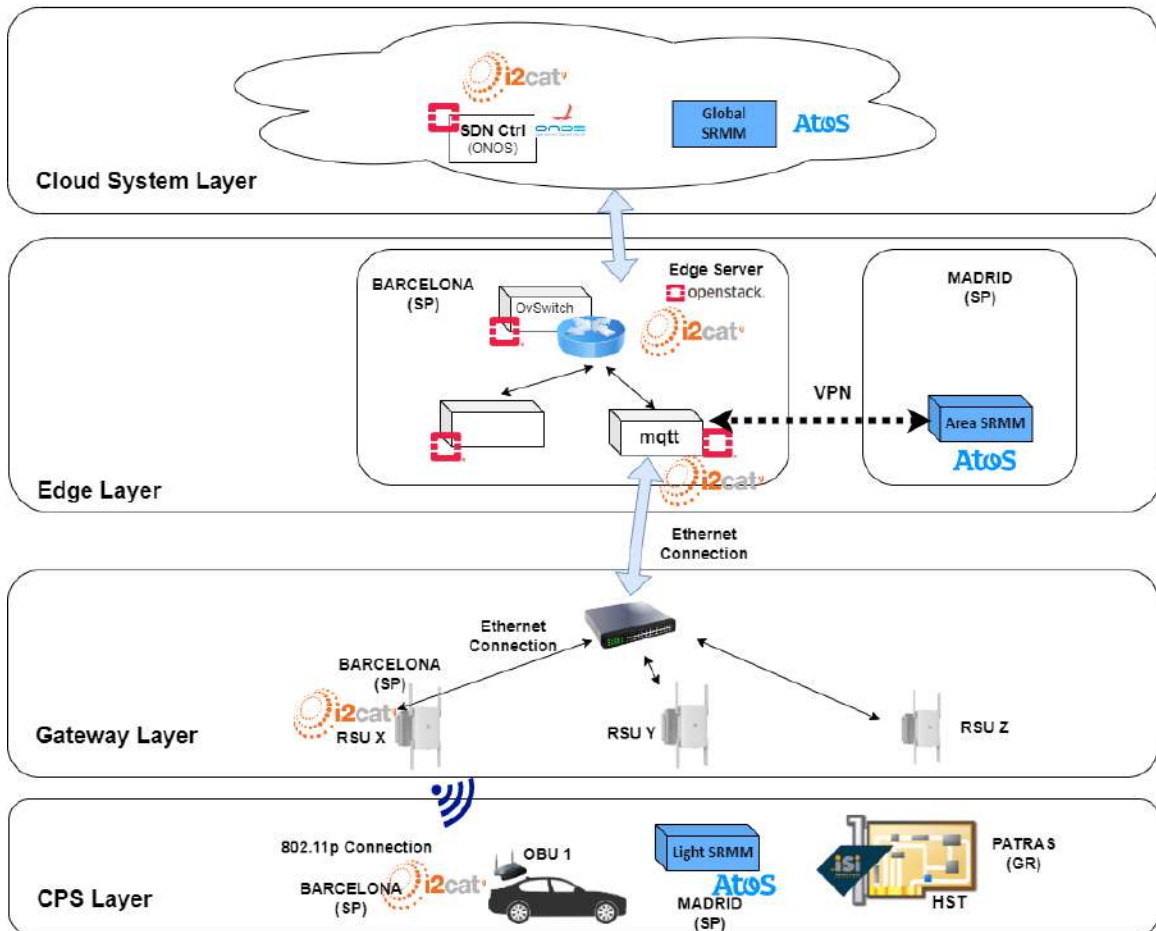 i2cat
SDN Ctrl
(ONOS)
Global
SRMM
Atos
Cloud System Layer
BARCELONA
(SP)
Edge Server
openstack.
OvSwitch
i2cat
MADRID
(SP)
VPN
mqtt
Area SRMM
Atos
i2cat
Edge Layer
Ethernet
Connection
Ethernet
Connection
BARCELONA
(SP)
i2cat
RSU X
RSU Y
RSU Z
Gateway Layer
802.11p Connection
OBU 1
BARCELONA
(SP)
i2cat
Light SRMM
Atos
MADRID
(SP)
iSi
HST
PATRAS
(GR)
CPS Layer